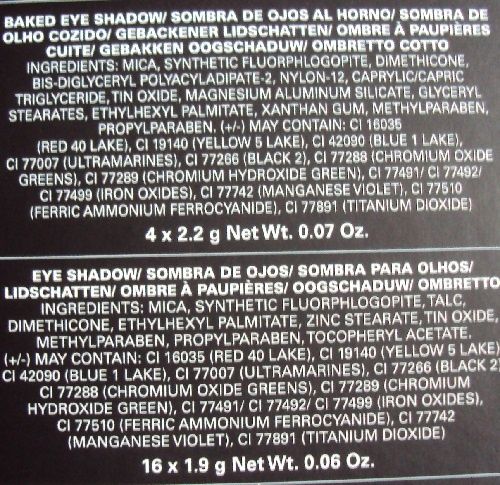 BAKED EYE SHADOW/ SOMBRA DE OJOS AL HORNO/ SOMBRA DE
OLHO COZIDO/ GEBACKENER LIDSCHATTEN/ OMBRE À PAUPIÈRES
CUITE/ GEBAKKEN OOGSCHADUW/ OMBRETTO COTTO
INGREDIENTS: MICA, SYNTHETIC FLUORPHLOGOPITE, DIMETHICONE,
BIS-DIGLYCERYL POLYACYLADIPATE-2, NYLON-12, CAPRYLIC/CAPRIC
TRIGLYCERIDE, TIN OXIDE, MAGNESIUM ALUMINUM SILICATE, GLYCERYL
STEARATES, ETHYLHEXYL PALMITATE, XANTHAN GUM, METHYLPARABEN,
PROPYLPARABEN. (+/-) MAY CONTAIN: CI 16035
(RED 40 LAKE), CI 19140 (YELLOW 5 LAKE), CI 42090 (BLUE 1 LAKE),
CI 77007 (ULTRAMARINES), CI 77266 (BLACK 2), CI 77288 (CHROMIUM OXIDE
GREENS), CI 77289 (CHROMIUM HYDROXIDE GREEN), CI 77491/ CI 77492/
CI 77499 (IRON OXIDES), CI 77742 (MANGANESE VIOLET), CI 77510
(FERRIC AMMONIUM FERROCYANIDE), CI 77891 (TITANIUM DIOXIDE)
4 x 2.2 g Net Wt. 0.07 Oz.
EYE SHADOW/ SOMBRA DE OJOS/ SOMBRA PARA OLHOS/
LIDSCHATTEN/ OMBRE À PAUPIÈRES/ OOGSCHADUW/ OMBRETTO
INGREDIENTS: MICA, SYNTHETIC FLUORPHLOGOPITE, TALC,
DIMETHICONE, ETHYLHEXYL PALMITATE, ZINC STEARATE, TIN OXIDE,
METHYLPARABEN, PROPYLPARABEN, TOCOPHERYL ACETATE.
(+/-) MAY CONTAIN: CI 16035 (RED 40 LAKE), CI 19140 (YELLOW 5 LAKE)
CI 42090 (BLUE 1 LAKE), CI 77007 (ULTRAMARINES), CI 77266 (BLACK 2)
CI 77288 (CHROMIUM OXIDE GREENS), CI 77289 (CHROMIUM
HYDROXIDE GREEN), CI 77491/ CI 77492/ CI 77499 (IRON OXIDES),
CI 77510 (FERRIC AMMONIUM FERROCYANIDE), CI 77742
(MANGANESE VIOLET), CI 77891 (TITANIUM DIOXIDE)
16 x 1.9 g Net Wt. 0.06 Oz.